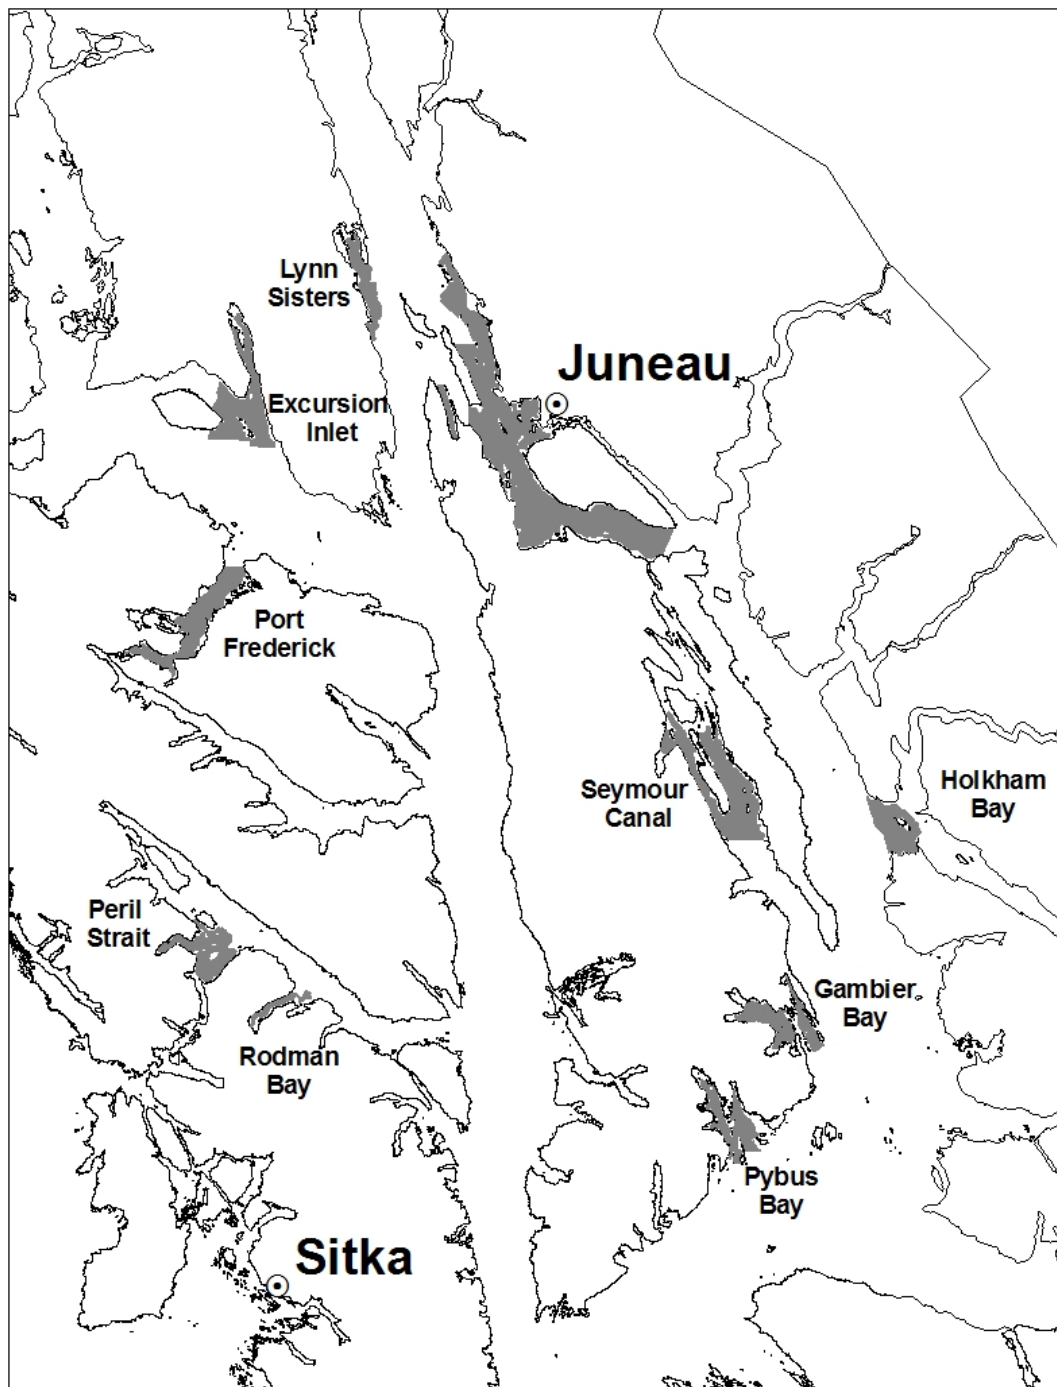 Lynn
Sisters
Juneau
Excursion
Inlet
Port
Frederick
Seymour
Canal
Holkham
Bay
Peril
Strait
Gambier
Bay
Rodman
Bay
Pybus
Bay
Sitka